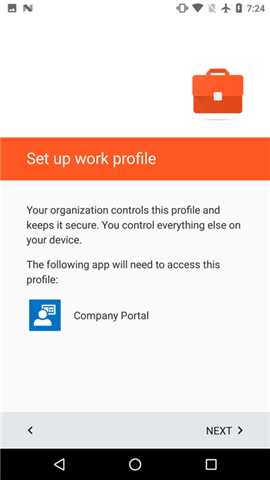 7:24
Set up work profile
Your organization controls this profile and
keeps it secure. You control everything else on
your device.
The following app will need to access this
profile:
Company Portal
NEXT